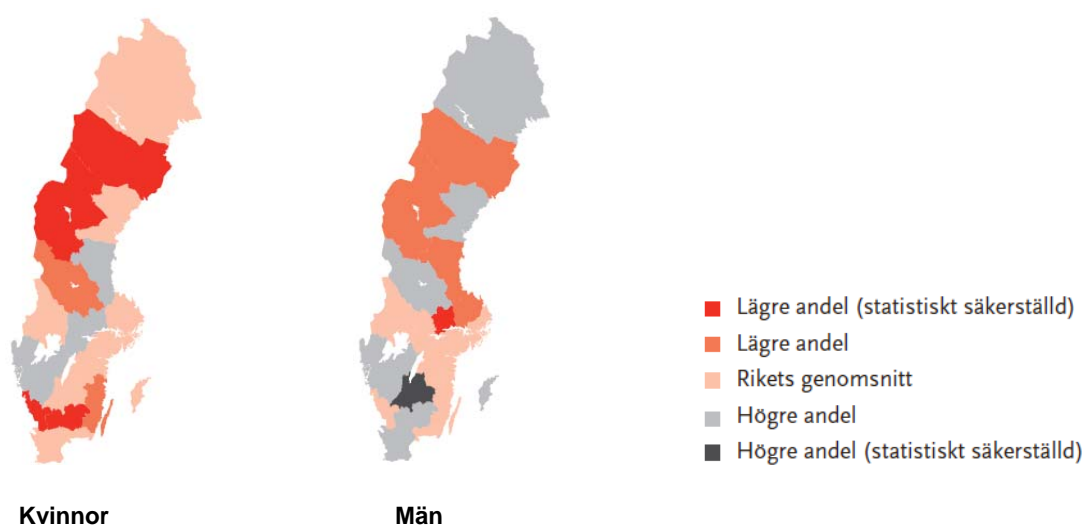 Lägre andel (statistiskt säkerställd)
Lägre andel
Rikets genomsnitt
Högre andel
Högre andel (statistiskt säkerställd)
Kvinnor
Män